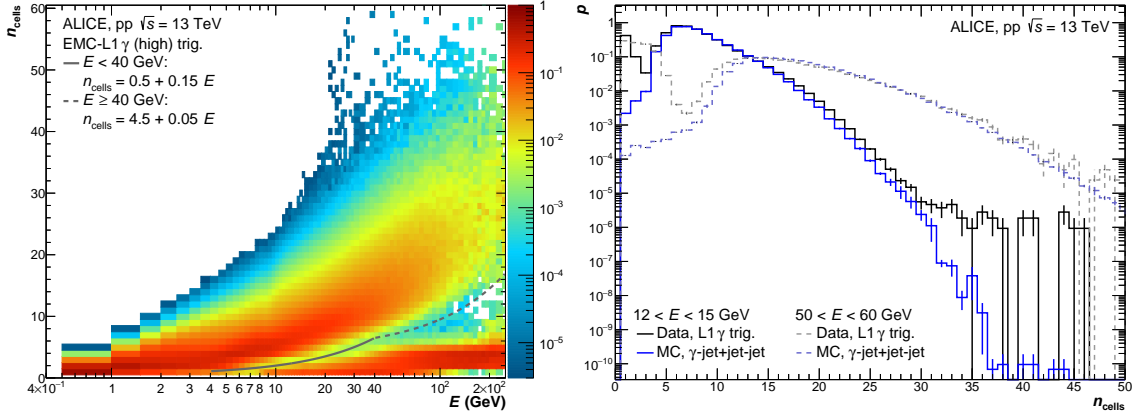 n_cells
ALICE, pp √s = 13 TeV
EMC-L1 γ (high) trig.
E < 40 GeV:
n_cells = 0.5 + 0.15 E
E ≥ 40 GeV:
n_cells = 4.5 + 0.05 E
60
50
40
30
20
10
0
4×10⁻¹ 1 2 3 4 5 6 7 8 10 20 30 40 10² 2×10²
E (GeV)
1
10⁻¹
10⁻²
10⁻³
10⁻⁴
10⁻⁵
p
ALICE, pp √s = 13 TeV
1
10⁻¹
10⁻²
10⁻³
10⁻⁴
10⁻⁵
10⁻⁶
10⁻⁷
10⁻⁸
10⁻⁹
10⁻¹⁰
12 < E < 15 GeV 50 < E < 60 GeV
Data, L1 γ trig. Data, L1 γ trig.
MC, γ-jet+jet-jet MC, γ-jet+jet-jet
0 5 10 15 20 25 30 35 40 45 50
n_cells